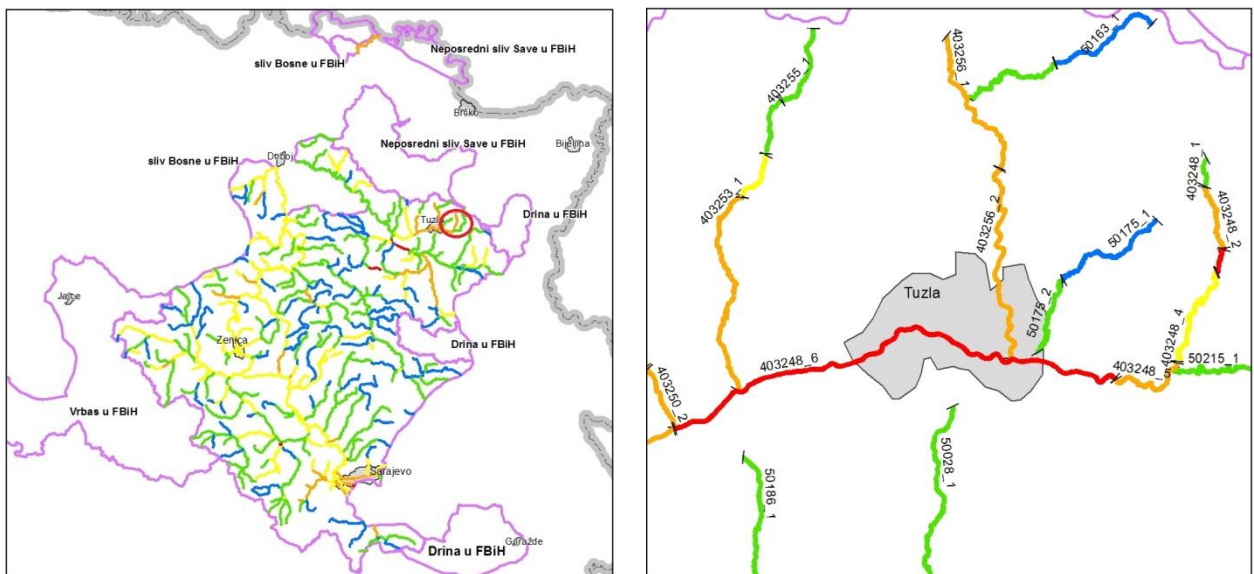 Neposredni sliv Save u FBiH
sliv Bosne u FBiH
Brčko
Neposredni sliv Save u FBiH
Bijeljina
sliv Bosne u FBiH
Doboj
Tuzla
Drina u FBiH
Jajce
Zenica
Drina u FBiH
Vrbas u FBiH
Sarajevo
Drina u FBiH
Goražde
403255_1
403256_1
50163_1
403253_1
403256_2
403248_1
403248_2
50175_1
Tuzla
50175_2
403248_4
403248_6
403248_5
50215_1
403250_2
50028_1
50186_1